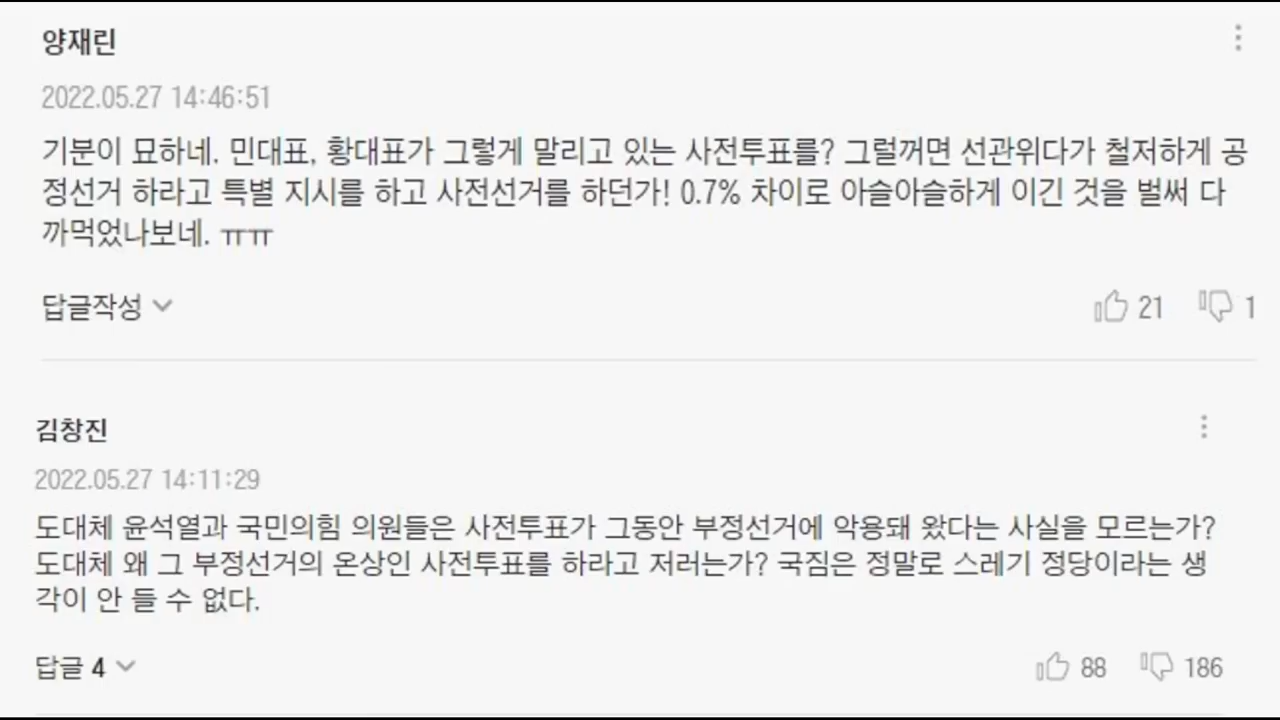 양재린
2022.05.27 14:46:51
기분이 묘하네. 민대표, 황대표가 그렇게 말리고 있는 사전투표를? 그럴꺼면 선관위다가 철저하게 공
정선거 하라고 특별 지시를 하고 사전선거를 하던가! 0.7% 차이로 아슬아슬하게 이긴 것을 벌써 다
까먹었나보네. ㅠㅠ
답글작성
21 1
김창진
2022.05.27 14:11:29
도대체 윤석열과 국민의힘 의원들은 사전투표가 그동안 부정선거에 악용돼 왔다는 사실을 모르는가?
도대체 왜 그 부정선거의 온상인 사전투표를 하라고 저러는가? 국짐은 정말로 스레기 정당이라는 생
각이 안 들 수 없다.
답글 4
88 186